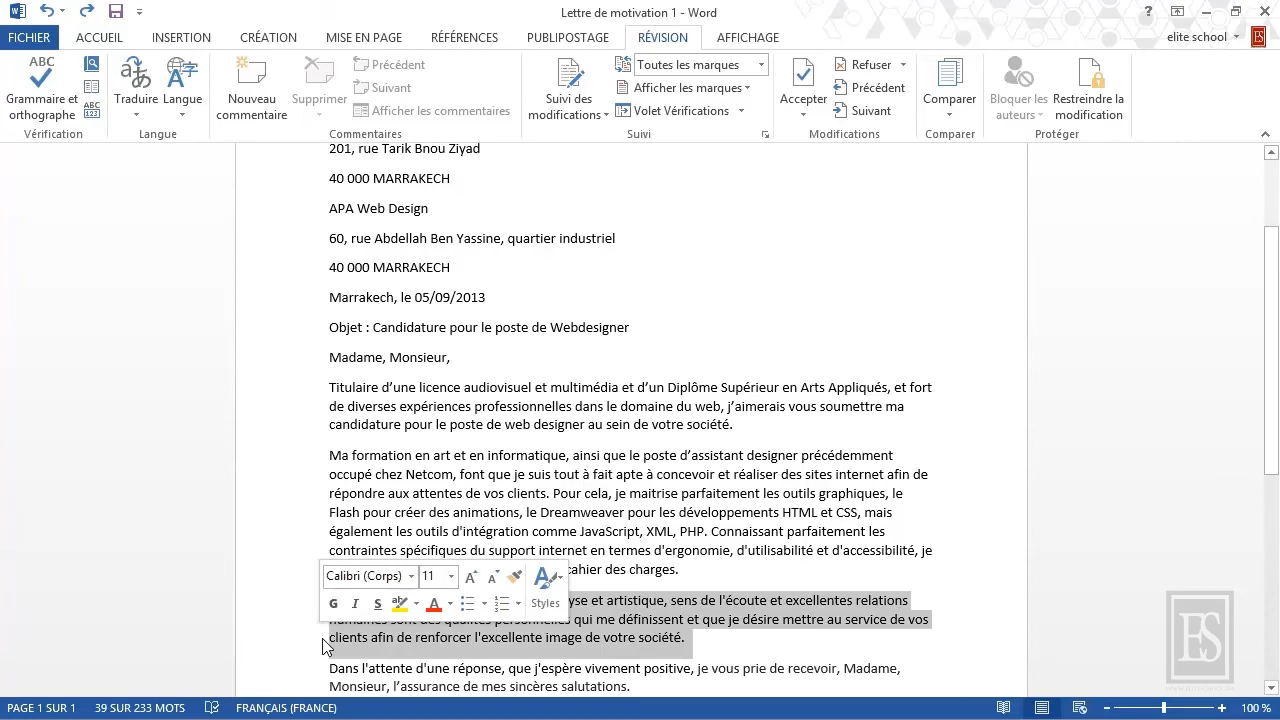 Lettre de motivation 1 - Word
FICHIER ACCUEIL INSERTION CRÉATION MISE EN PAGE RÉFÉRENCES PUBLIPOSTAGE RÉVISION AFFICHAGE elite school
Grammaire et orthographe
Traduire
Langue
Nouveau commentaire
Supprimer
Précédent
Suivant
Afficher les commentaires
Suivi des modifications
Toutes les marques
Afficher les marques
Volet Vérifications
Accepter
Refuser
Précédent
Suivant
Comparer
Bloquer les auteurs
Restreindre la modification
Vérification Langue Commentaires Suivi Modifications Comparer Protéger
201, rue Tarik Bnou Ziyad
40 000 MARRAKECH
APA Web Design
60, rue Abdellah Ben Yassine, quartier industriel
40 000 MARRAKECH
Marrakech, le 05/09/2013
Objet : Candidature pour le poste de Webdesigner
Madame, Monsieur,
Titulaire d’une licence audiovisuel et multimédia et d’un Diplôme Supérieur en Arts Appliqués, et fort
de diverses expériences professionnelles dans le domaine du web, j’aimerais vous soumettre ma
candidature pour le poste de web designer au sein de votre société.
Ma formation en art et en informatique, ainsi que le poste d’assistant designer précédemment
occupé chez Netcom, font que je suis tout à fait apte à concevoir et réaliser des sites internet afin de
répondre aux attentes de vos clients. Pour cela, je maitrise parfaitement les outils graphiques, le
Flash pour créer des animations, le Dreamweaver pour les développements HTML et CSS, mais
également les outils d'intégration comme JavaScript, XML, PHP. Connaissant parfaitement les
contraintes spécifiques du support internet en termes d'ergonomie, d'utilisabilité et d'accessibilité, je
cahier des charges.
Calibri (Corps) 11
G I S Styles
et artistique, sens de l'écoute et excellentes relations
humaines sont des qualités personnelles qui me définissent et que je désire mettre au service de vos
clients afin de renforcer l'excellente image de votre société.
Dans l'attente d'une réponse, que j'espère vivement positive, je vous prie de recevoir, Madame,
Monsieur, l’assurance de mes sincères salutations.
ES
PAGE 1 SUR 1 39 SUR 233 MOTS FRANÇAIS (FRANCE) 100 %